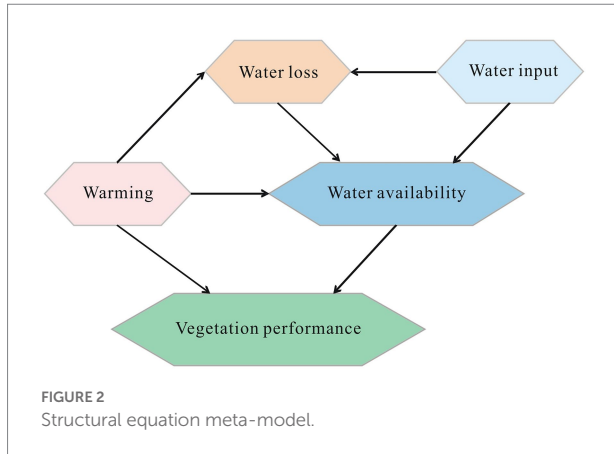 Water loss
Water input
Warming
Water availability
Vegetation performance
FIGURE 2
Structural equation meta-model.